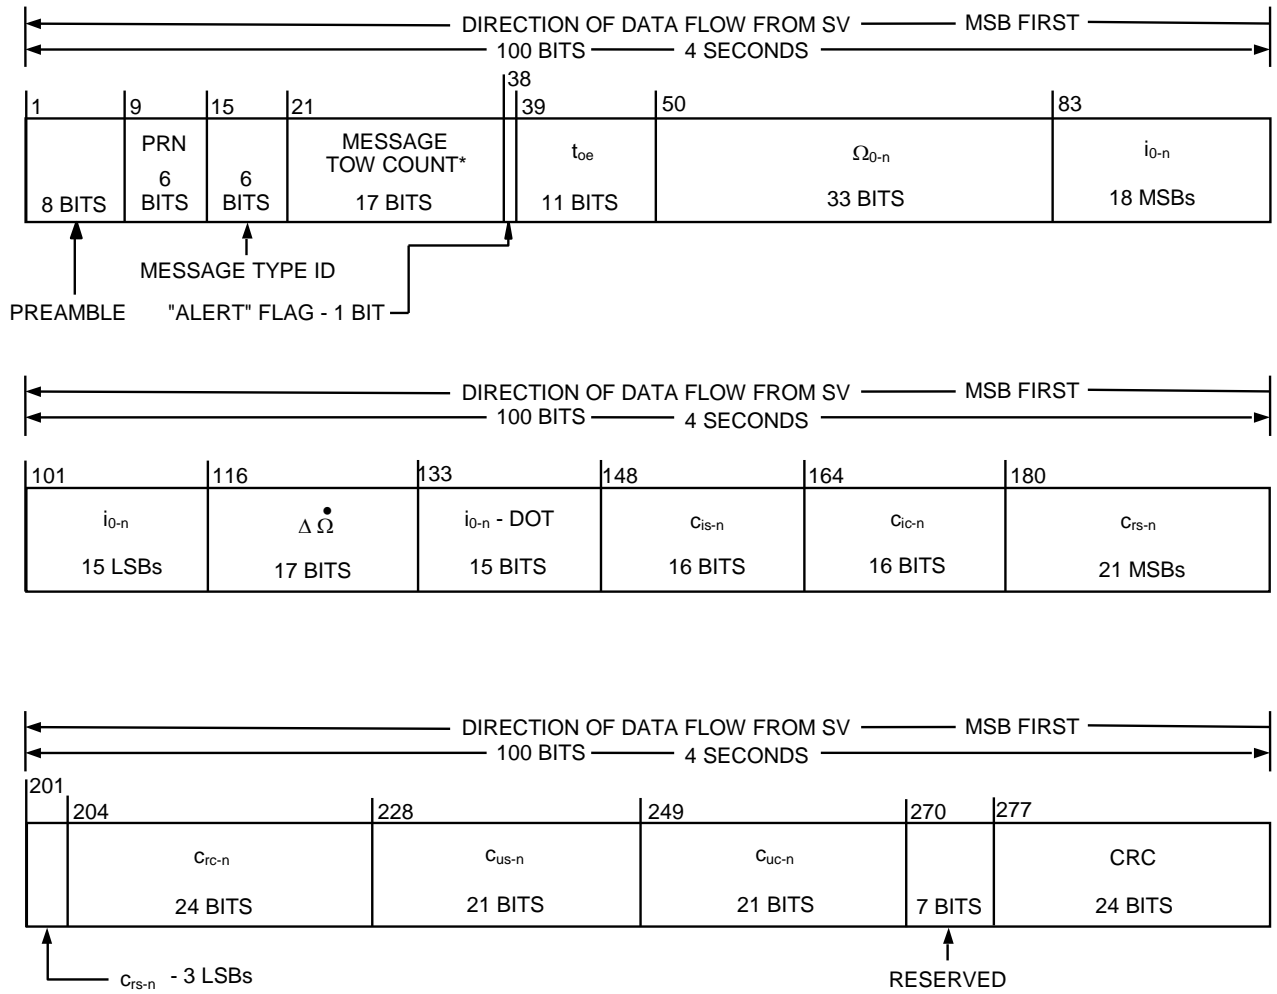 DIRECTION OF DATA FLOW FROM SV MSB FIRST
100 BITS 4 SECONDS
1 9 15 21 38 39 50 83
8 BITS
PRN
6
BITS
6
BITS
MESSAGE
TOW COUNT*
17 BITS
toe
11 BITS
Ω0-n
33 BITS
i0-n
18 MSBs
MESSAGE TYPE ID
PREAMBLE
"ALERT" FLAG - 1 BIT
DIRECTION OF DATA FLOW FROM SV MSB FIRST
100 BITS 4 SECONDS
101 116 133 148 164 180
i0-n
15 LSBs
Δ Ω̇
17 BITS
i0-n - DOT
15 BITS
cis-n
16 BITS
cic-n
16 BITS
crs-n
21 MSBs
DIRECTION OF DATA FLOW FROM SV MSB FIRST
100 BITS 4 SECONDS
201 204 228 249 270 277
crc-n
24 BITS
cus-n
21 BITS
cuc-n
21 BITS
7 BITS
CRC
24 BITS
crs-n - 3 LSBs
RESERVED